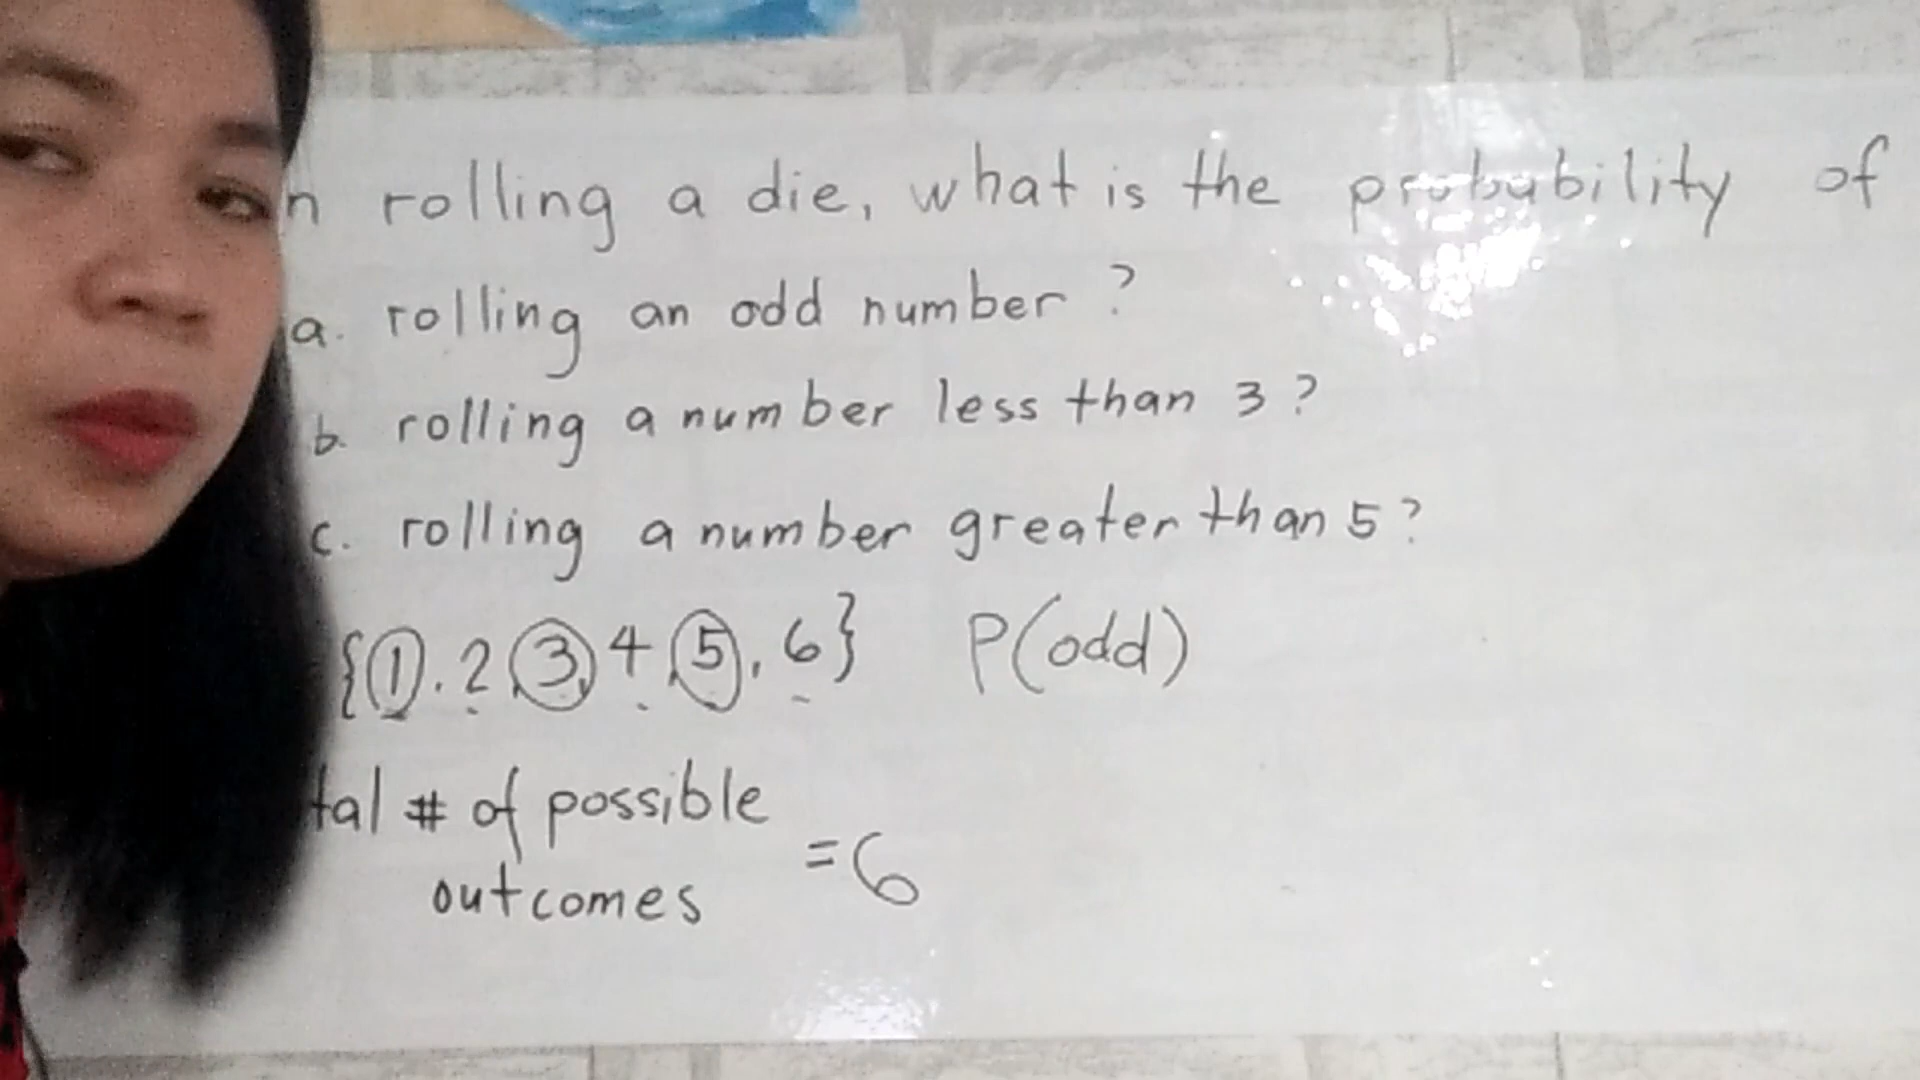 n rolling a die, what is the probability of
a. rolling an odd number?
b. rolling a number less than 3?
c. rolling a number greater than 5?
{1, 2, 3, 4, 5, 6} P(odd)
tal # of possible
outcomes = 6